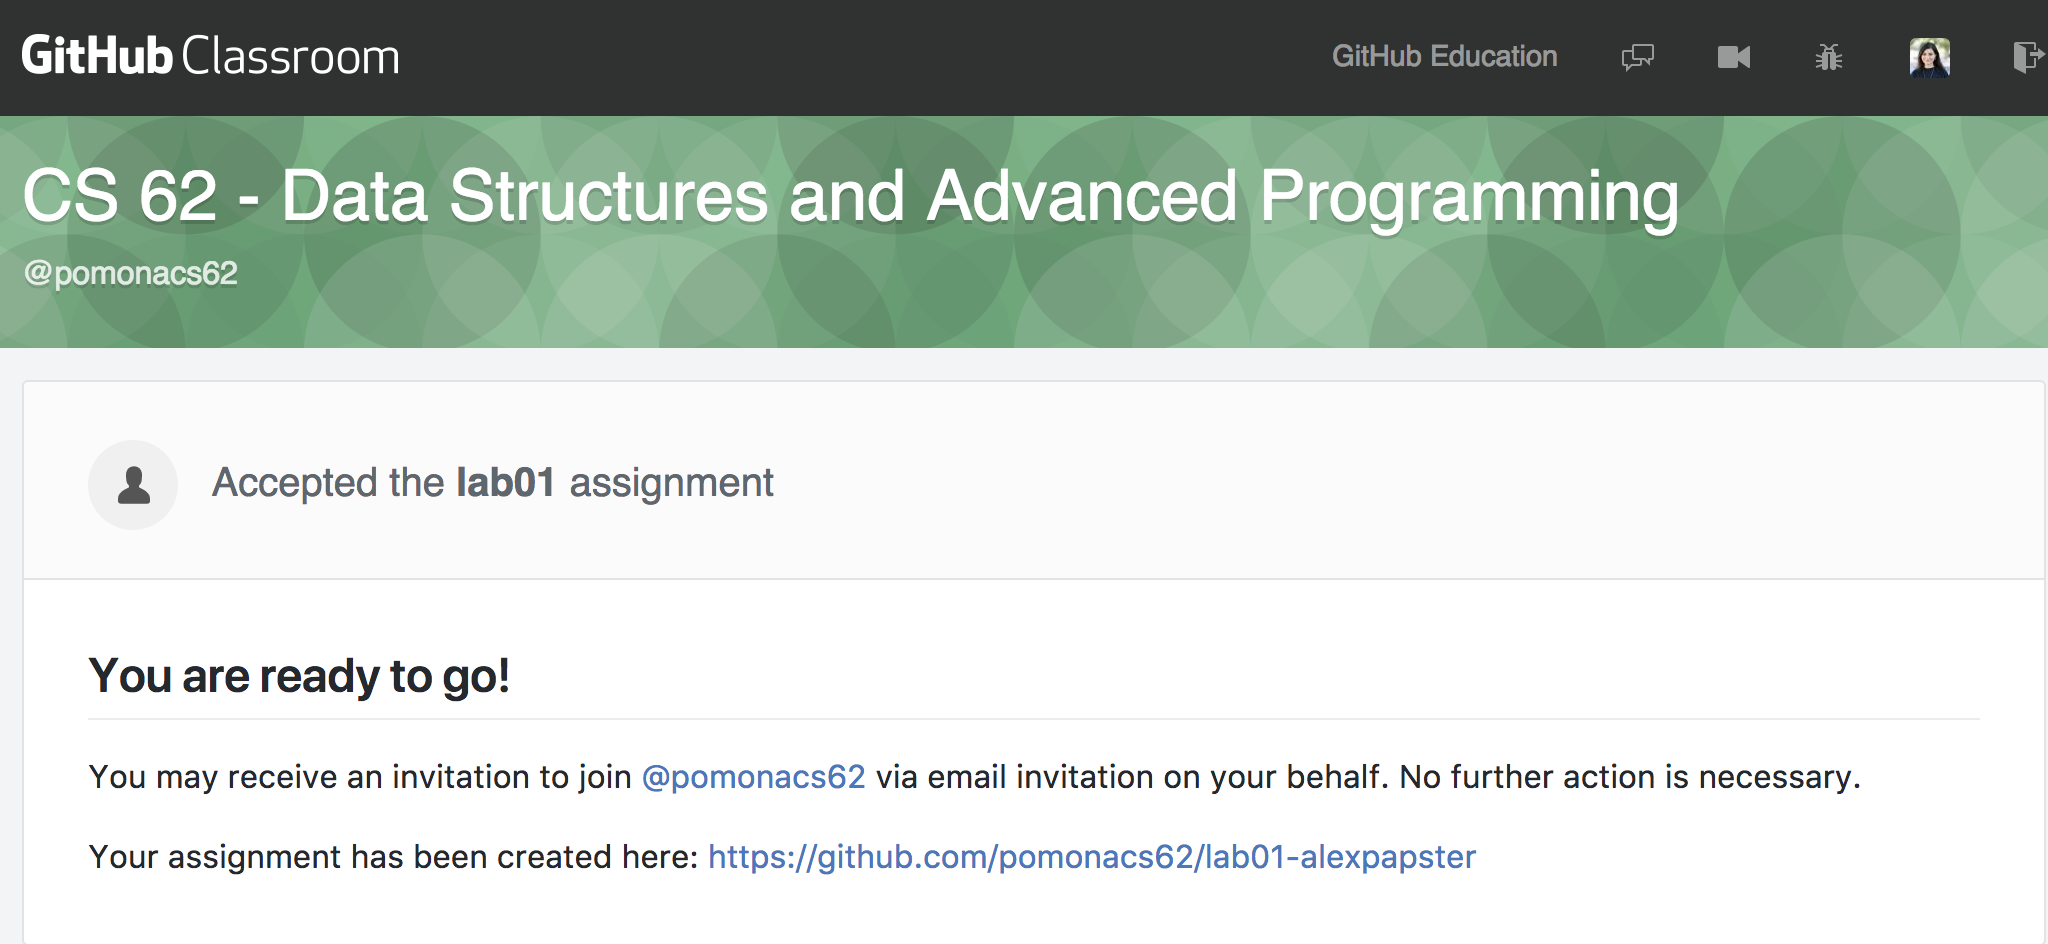 GitHub Classroom
GitHub Education
CS 62 - Data Structures and Advanced Programming
@pomonacs62
Accepted the lab01 assignment
You are ready to go!
You may receive an invitation to join @pomonacs62 via email invitation on your behalf. No further action is necessary.
Your assignment has been created here: https://github.com/pomonacs62/lab01-alexpapster